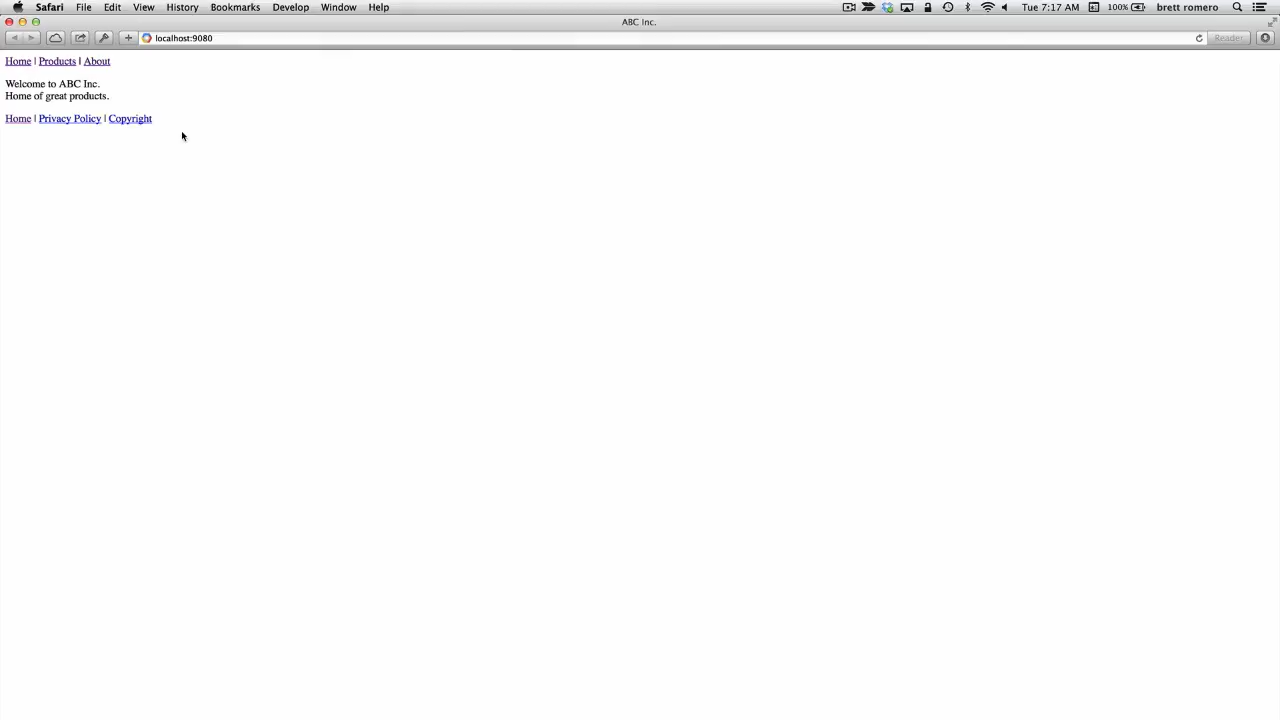 Safari File Edit View History Bookmarks Develop Window Help Tue 7:17 AM 100% brett romero
ABC Inc.
localhost:9080 Reader
Home | Products | About
Welcome to ABC Inc.
Home of great products.
Home | Privacy Policy | Copyright